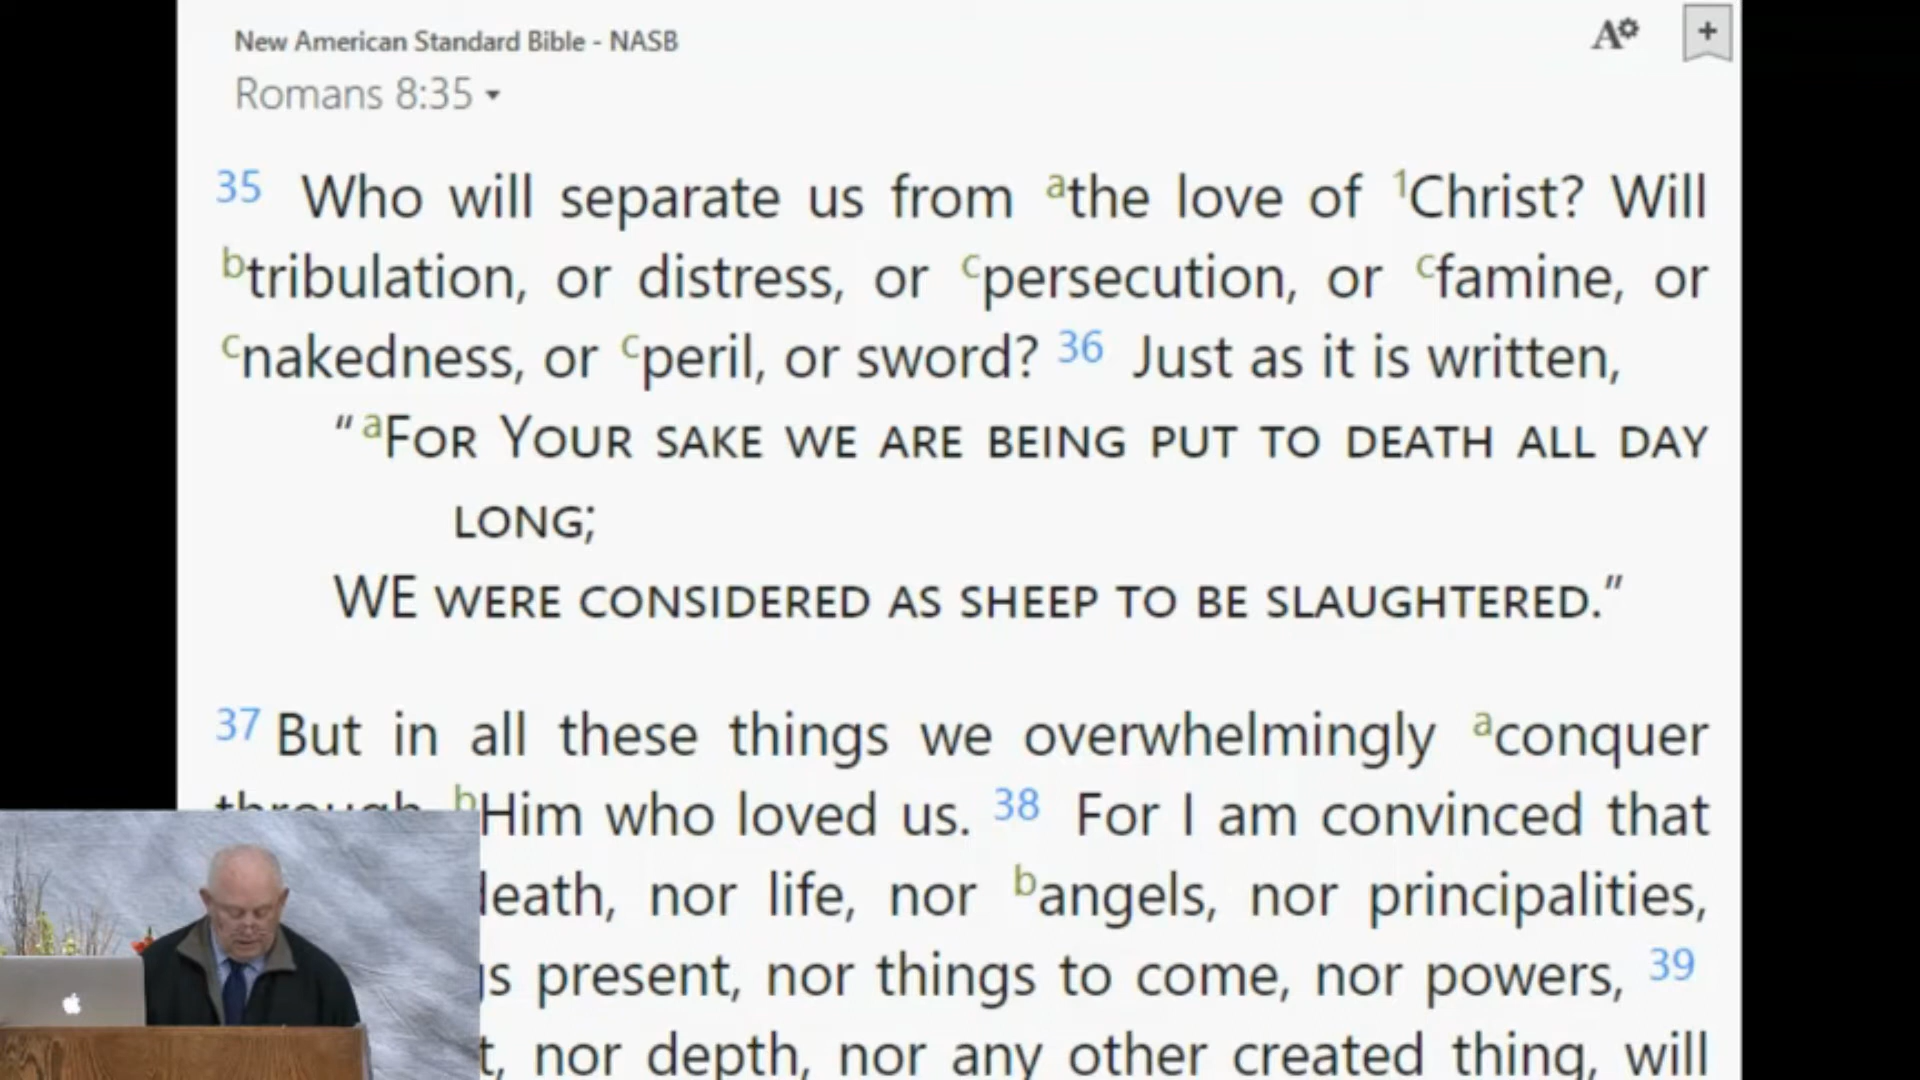 New American Standard Bible - NASB
Romans 8:35
35 Who will separate us from athe love of 1Christ? Will
btribulation, or distress, or cpersecution, or cfamine, or
cnakedness, or cperil, or sword? 36 Just as it is written,
“aFOR YOUR SAKE WE ARE BEING PUT TO DEATH ALL DAY
LONG;
WE WERE CONSIDERED AS SHEEP TO BE SLAUGHTERED.”
37 But in all these things we overwhelmingly aconquer
through bHim who loved us. 38 For I am convinced that
death, nor life, nor bangels, nor principalities,
present, nor things to come, nor powers, 39
nor depth, nor any other created thing, will